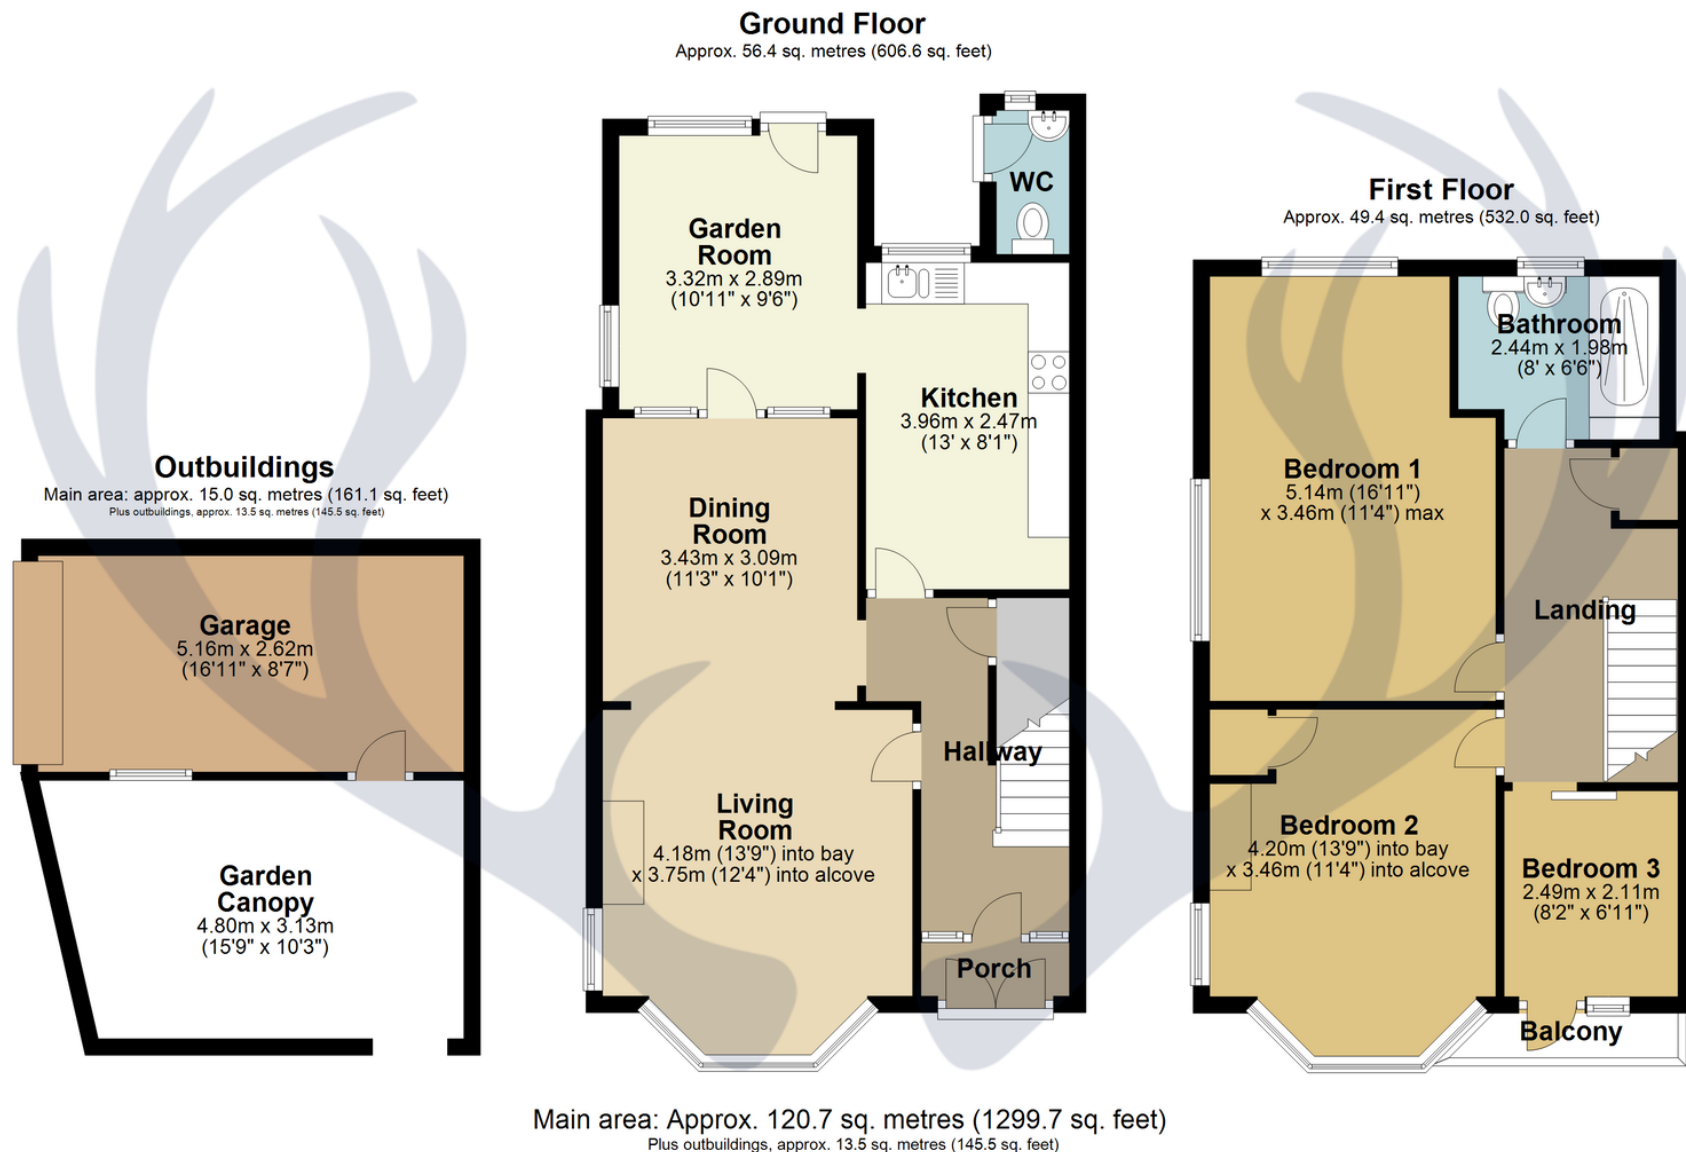 Ground Floor
Approx. 56.4 sq. metres (606.6 sq. feet)
Garden
Room
3.32m x 2.89m
(10'11" x 9'6")
WC
Kitchen
3.96m x 2.47m
(13' x 8'1")
Dining
Room
3.43m x 3.09m
(11'3" x 10'1")
Hallway
Living
Room
4.18m (13'9") into bay
x 3.75m (12'4") into alcove
Porch
First Floor
Approx. 49.4 sq. metres (532.0 sq. feet)
Bathroom
2.44m x 1.98m
(8' x 6'6")
Bedroom 1
5.14m (16'11")
x 3.46m (11'4") max
Landing
Bedroom 2
4.20m (13'9") into bay
x 3.46m (11'4") into alcove
Bedroom 3
2.49m x 2.11m
(8'2" x 6'11")
Balcony
Outbuildings
Main area: approx. 15.0 sq. metres (161.1 sq. feet)
Plus outbuildings, approx. 13.5 sq. metres (145.5 sq. feet)
Garage
5.16m x 2.62m
(16'11" x 8'7")
Garden
Canopy
4.80m x 3.13m
(15'9" x 10'3")
Main area: Approx. 120.7 sq. metres (1299.7 sq. feet)
Plus outbuildings, approx. 13.5 sq. metres (145.5 sq. feet)